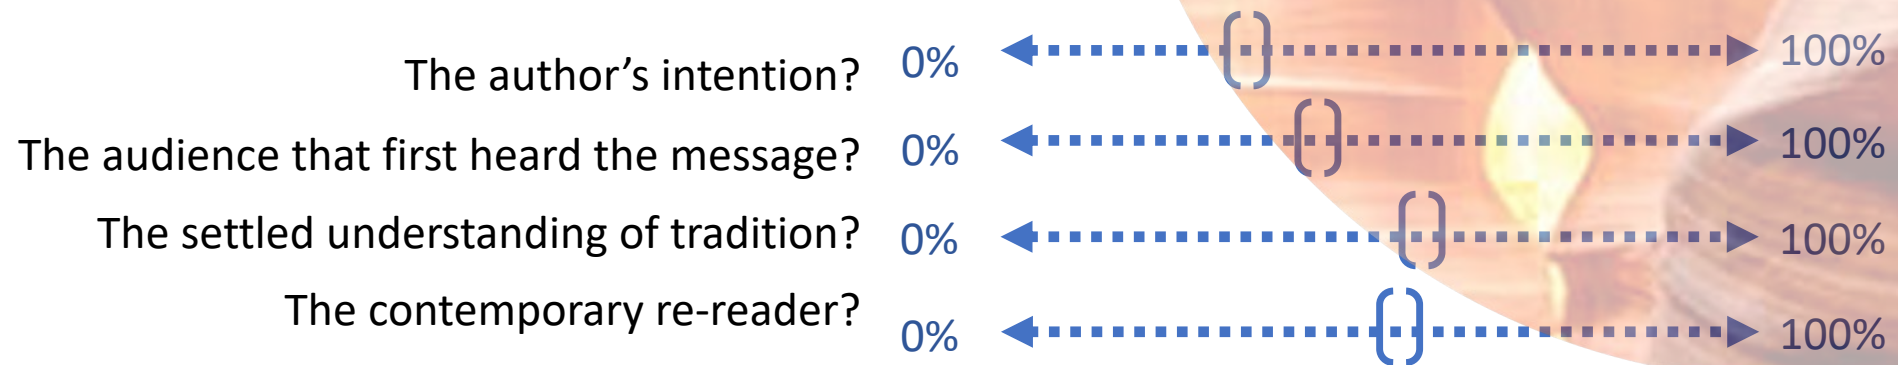 The author’s intention? 0% 100%
The audience that first heard the message? 0% 100%
The settled understanding of tradition? 0% 100%
The contemporary re-reader? 0% 100%